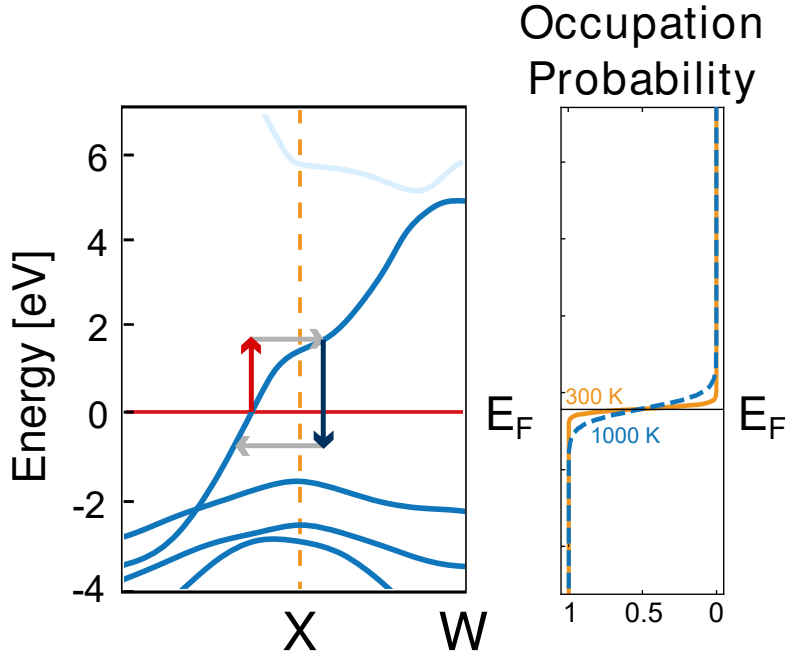 Occupation
Probability
Energy [eV]
6
4
2
0
-2
-4
X
W
E_F
300 K
1000 K
E_F
1
0.5
0